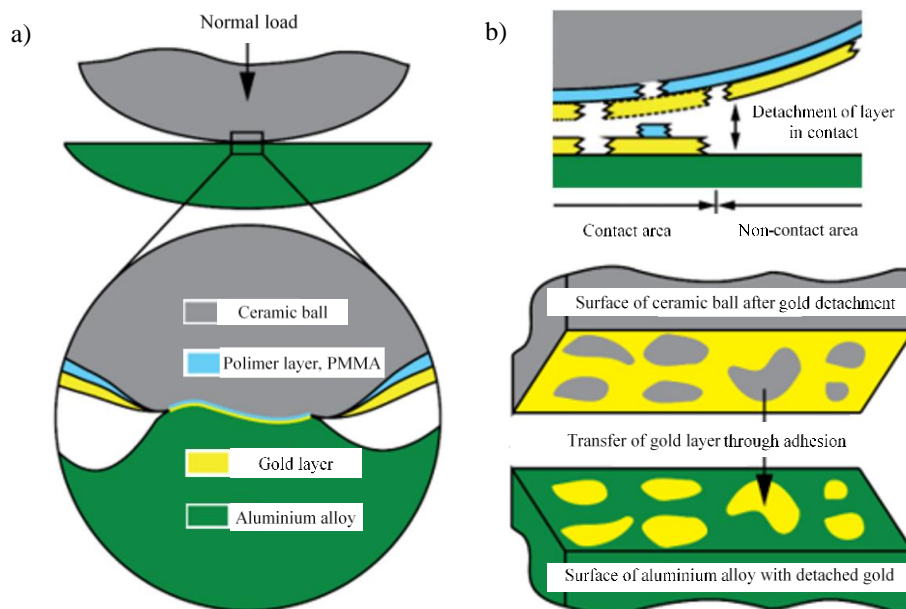 a)
Normal load
Ceramic ball
Polimer layer, PMMA
Gold layer
Aluminium alloy
b)
Detachment of layer
in contact
Contact area
Non-contact area
Surface of ceramic ball after gold detachment
Transfer of gold layer through adhesion
Surface of aluminium alloy with detached gold